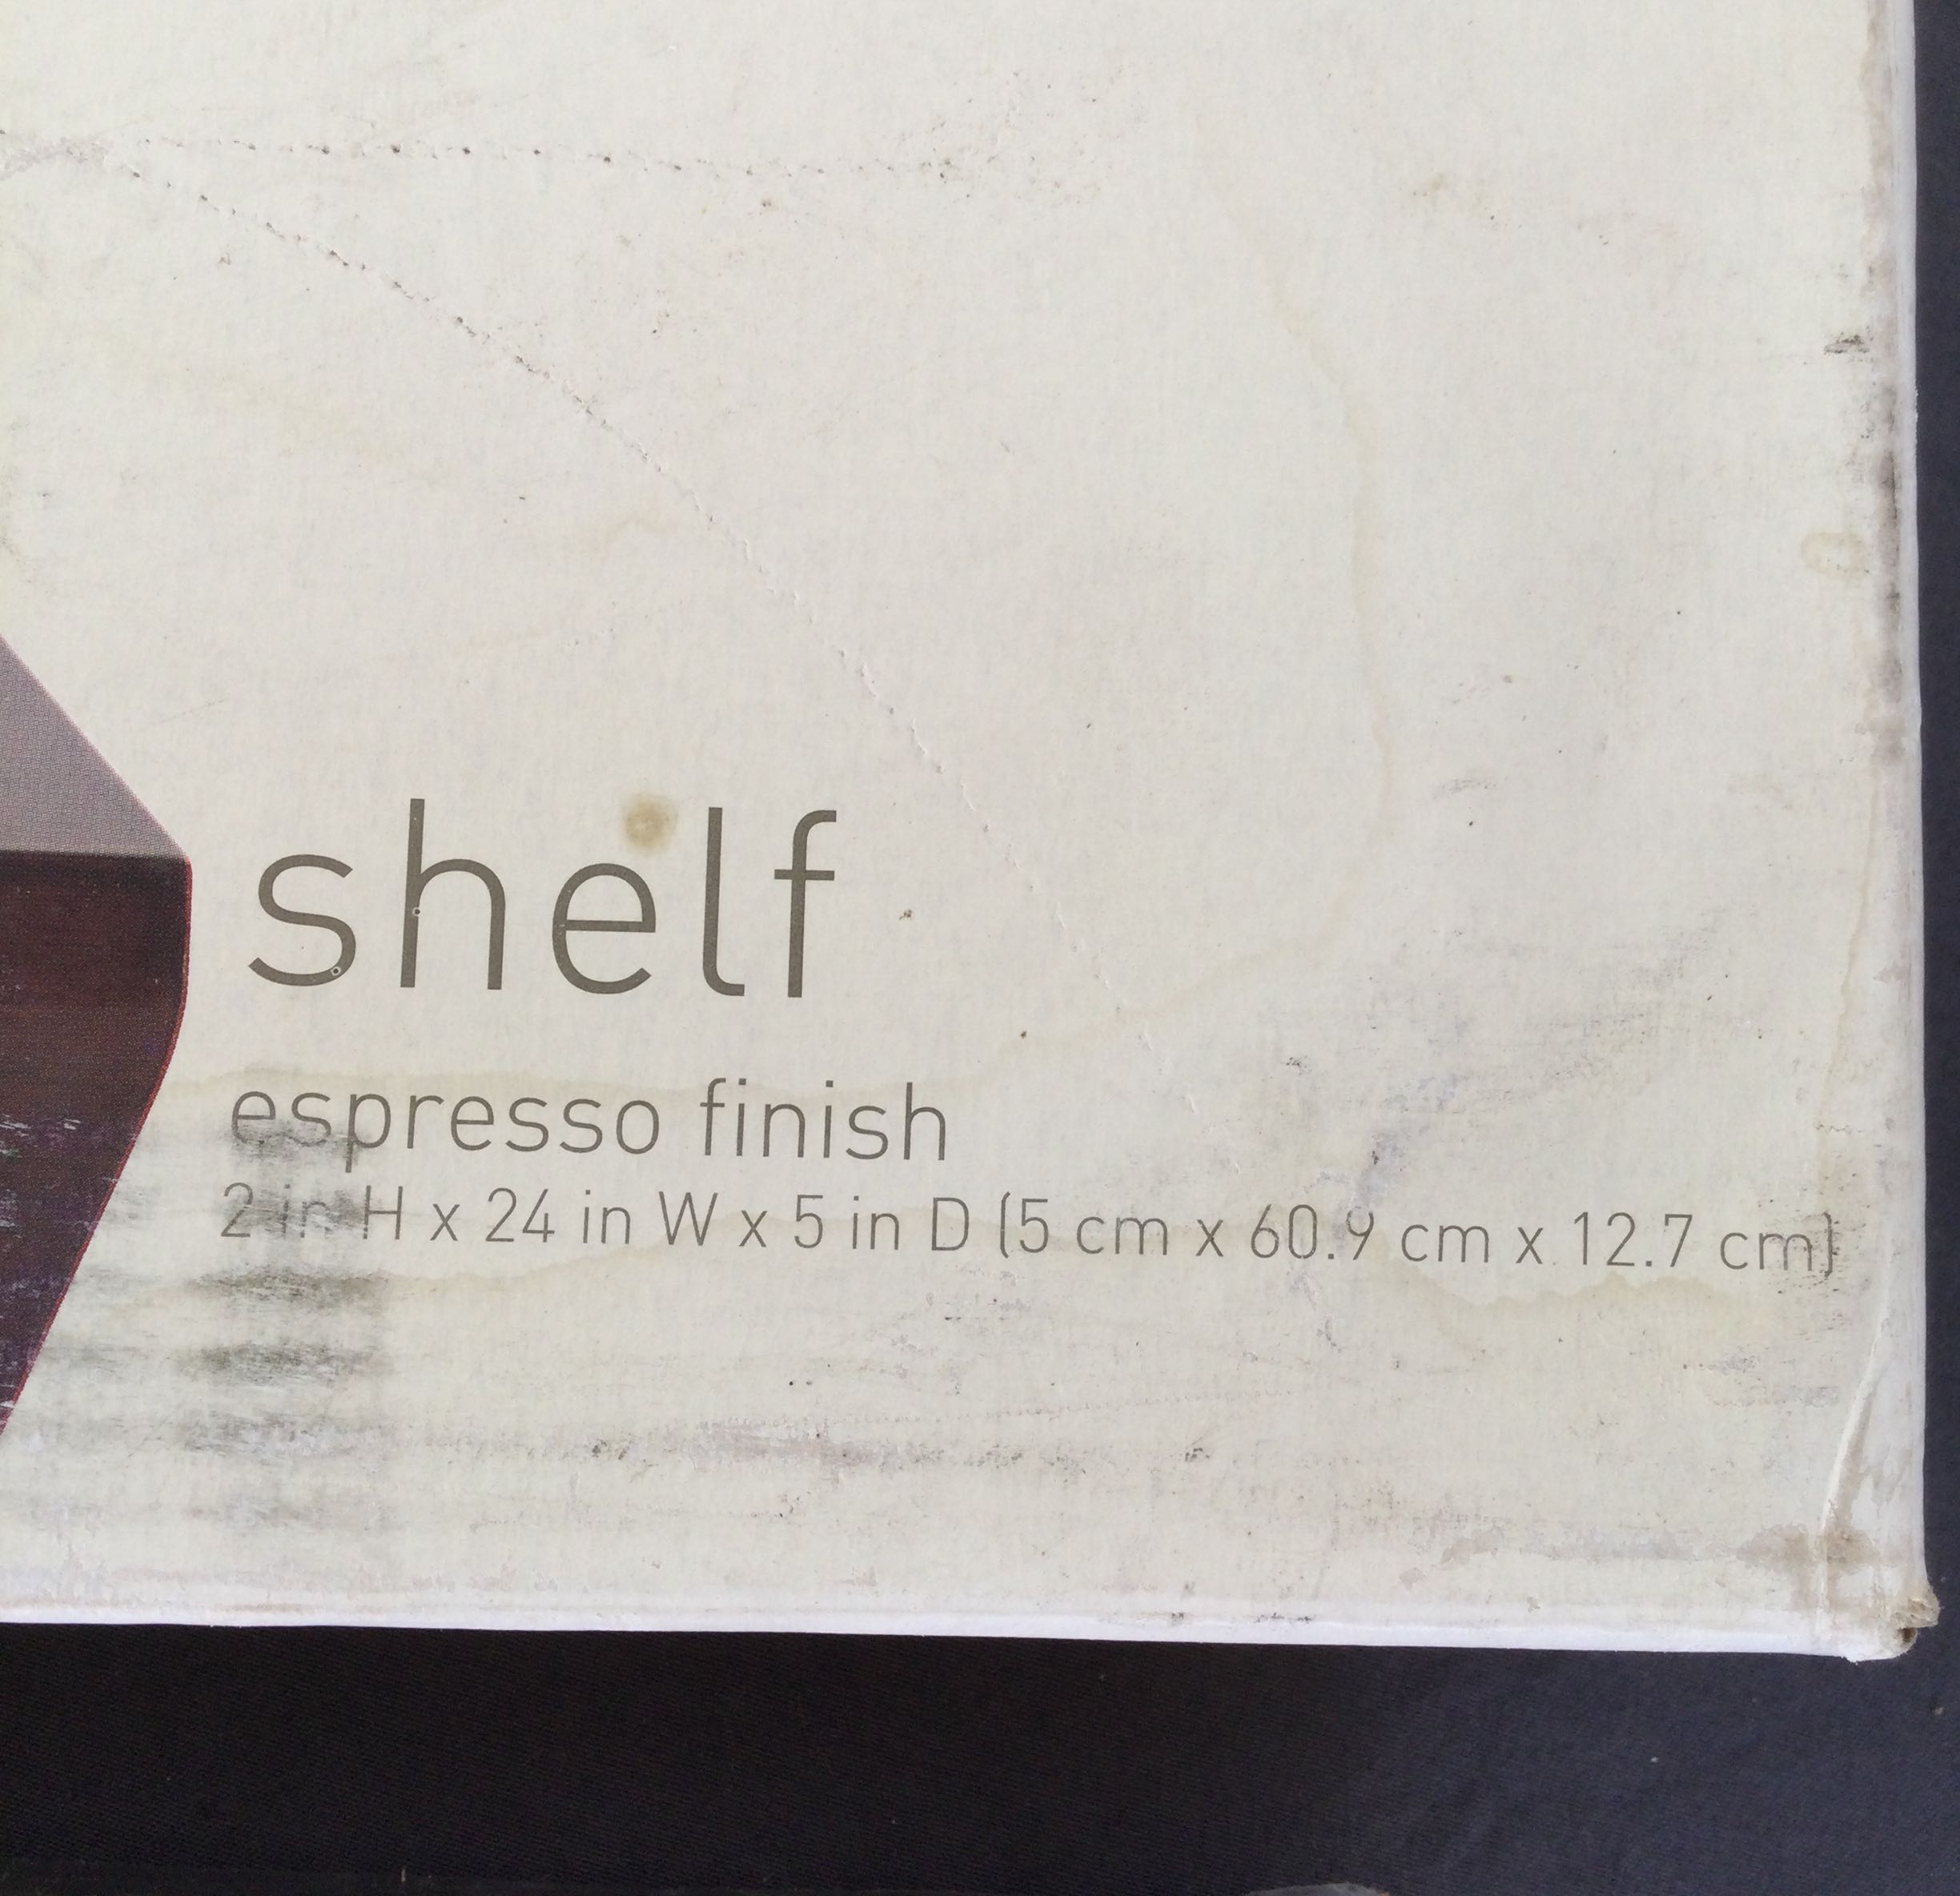 shelf
espresso finish
2 in H x 24 in W x 5 in D (5 cm x 60.9 cm x 12.7 cm)